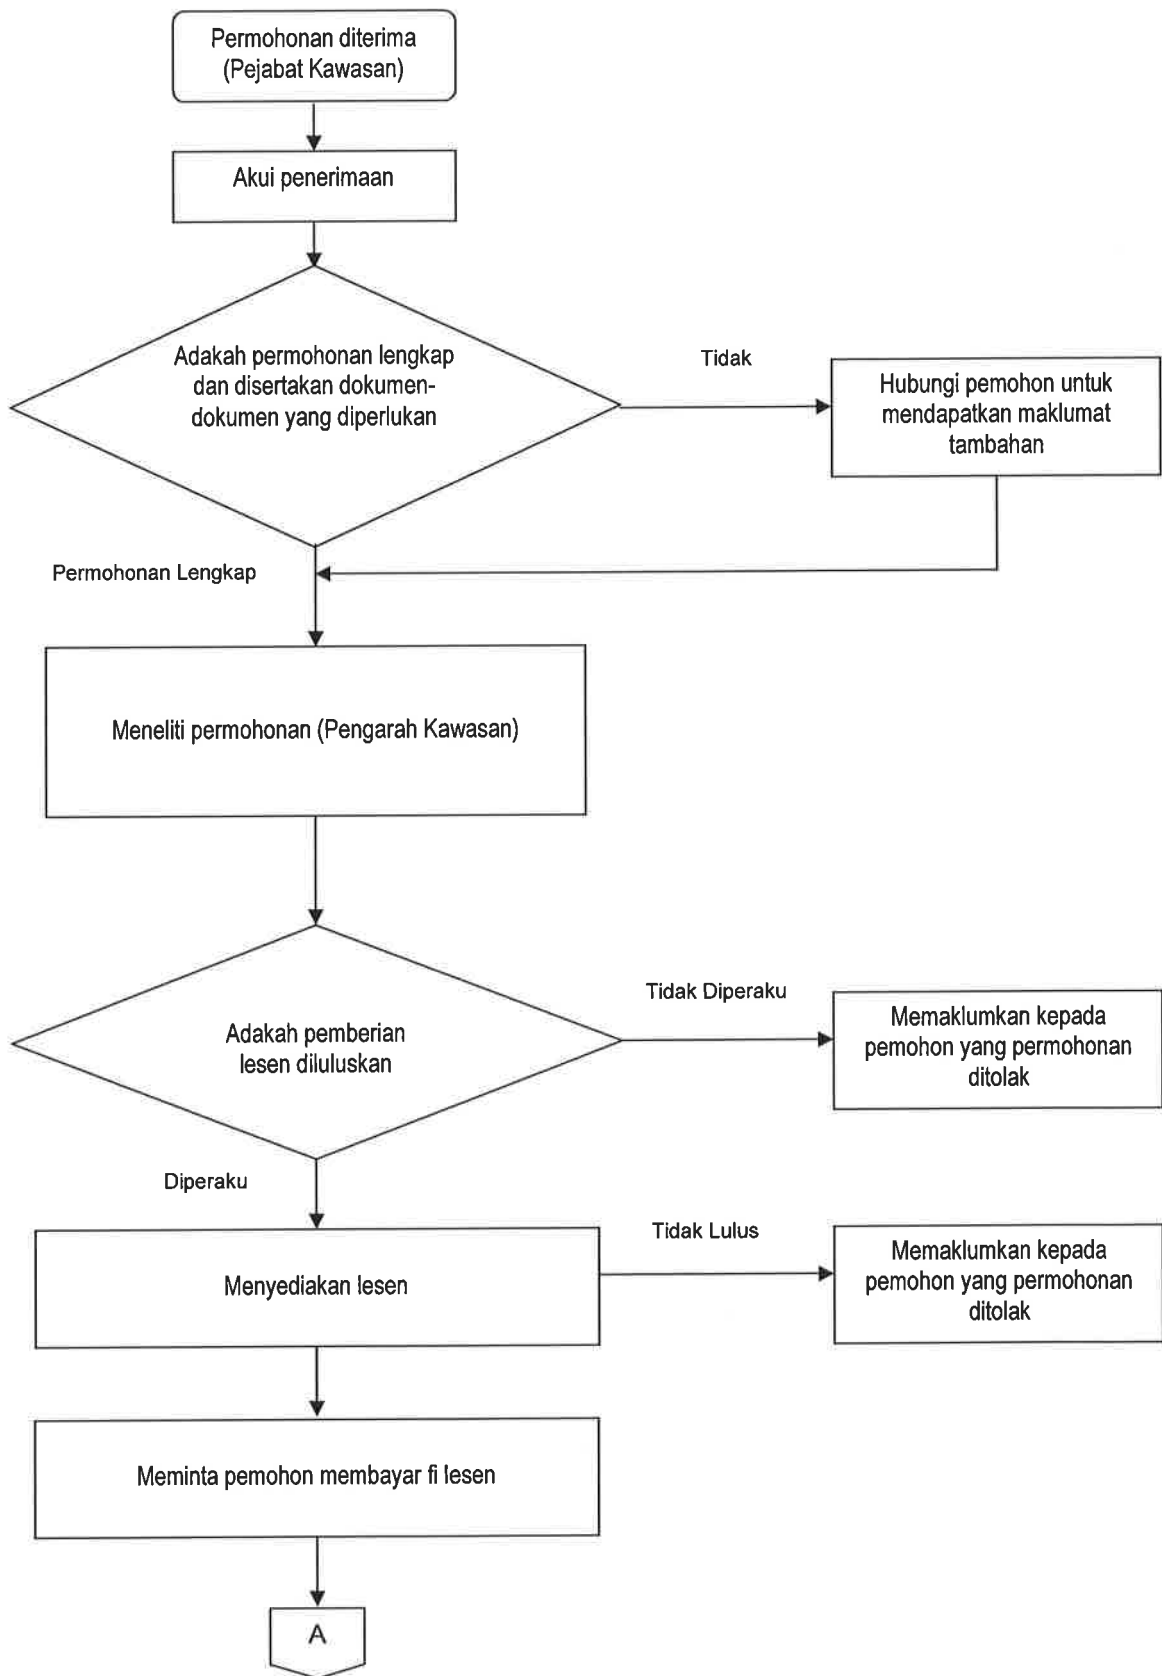 Permohonan diterima
(Pejabat Kawasan)
Akui penerimaan
Adakah permohonan lengkap
dan disertakan dokumen-
dokumen yang diperlukan
Tidak
Hubungi pemohon untuk
mendapatkan maklumat
tambahan
Permohonan Lengkap
Meneliti permohonan (Pengarah Kawasan)
Adakah pemberian
lesen diluluskan
Tidak Diperaku
Memaklumkan kepada
pemohon yang permohonan
ditolak
Diperaku
Menyediakan lesen
Tidak Lulus
Memaklumkan kepada
pemohon yang permohonan
ditolak
Meminta pemohon membayar fi lesen
A